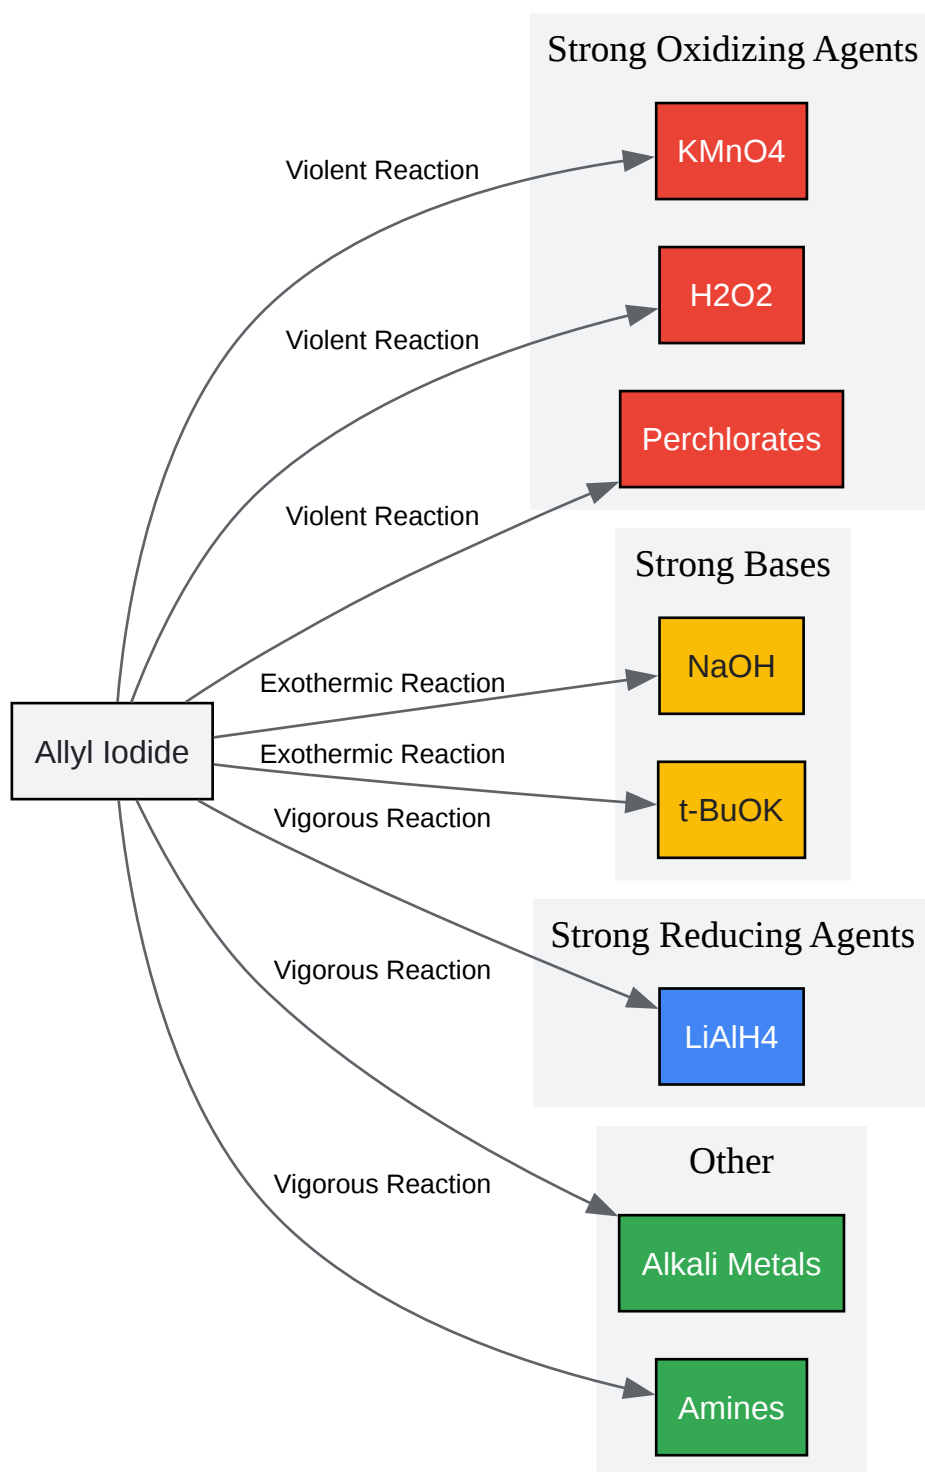 Strong Oxidizing Agents
KMnO4
Violent Reaction
H2O2
Violent Reaction
Perchlorates
Violent Reaction
Strong Bases
NaOH
Exothermic Reaction
Allyl Iodide
Exothermic Reaction
t-BuOK
Vigorous Reaction
Strong Reducing Agents
Vigorous Reaction
LiAlH4
Other
Vigorous Reaction
Alkali Metals
Amines